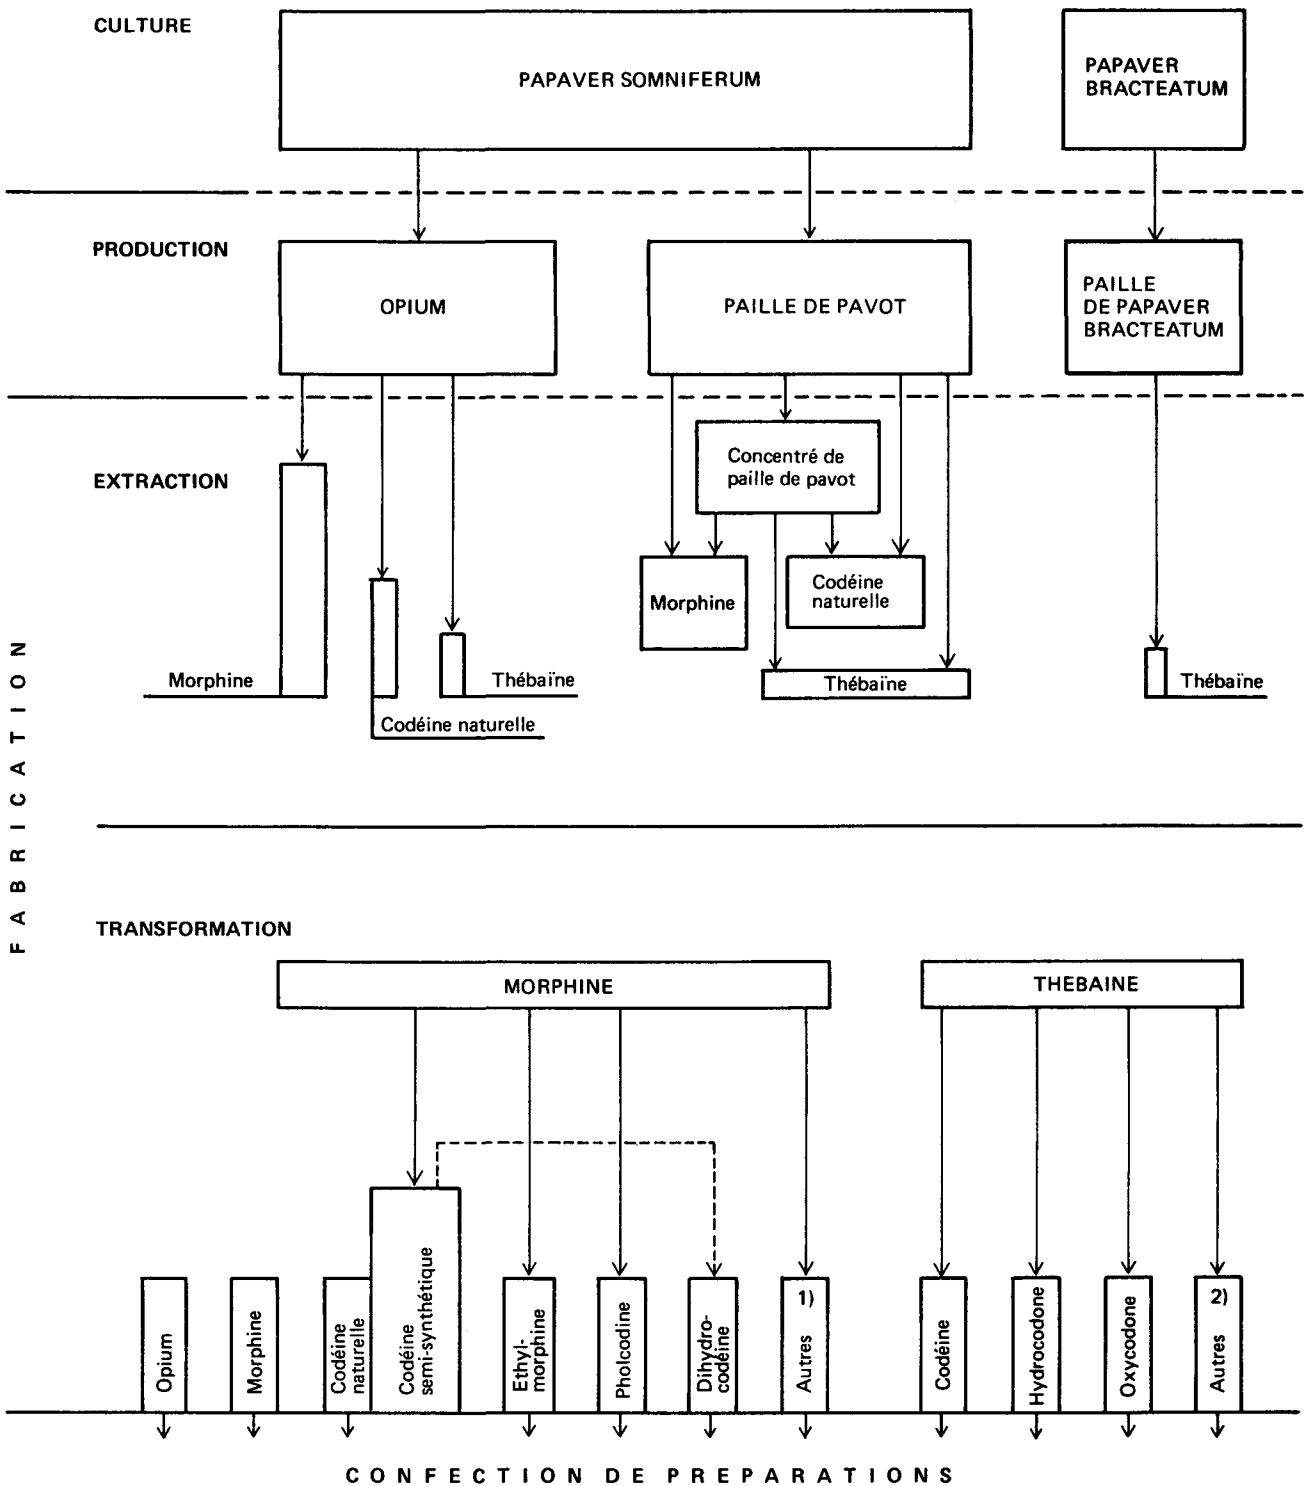 CULTURE
PAPAVER SOMNIFERUM
PAPAVER
BRACTEATUM
PRODUCTION
OPIUM
PAILLE DE PAVOT
PAILLE
DE PAPAVER
BRACTEATUM
EXTRACTION
Concentré de
paille de pavot
Morphine
Codéine
naturelle
Thébaïne
Morphine
Thébaïne
Codéine naturelle
Thébaïne
FABRICATION
TRANSFORMATION
MORPHINE
THEBAINE
Opium
Morphine
Codéine
naturelle
Codéine
semi-synthétique
Ethyl-
morphine
Pholcodine
Dihydro-
codéine
1)
Autres
Codéine
Hydrocodone
Oxycodone
2)
Autres
CONFECTION DE PREPARATIONS